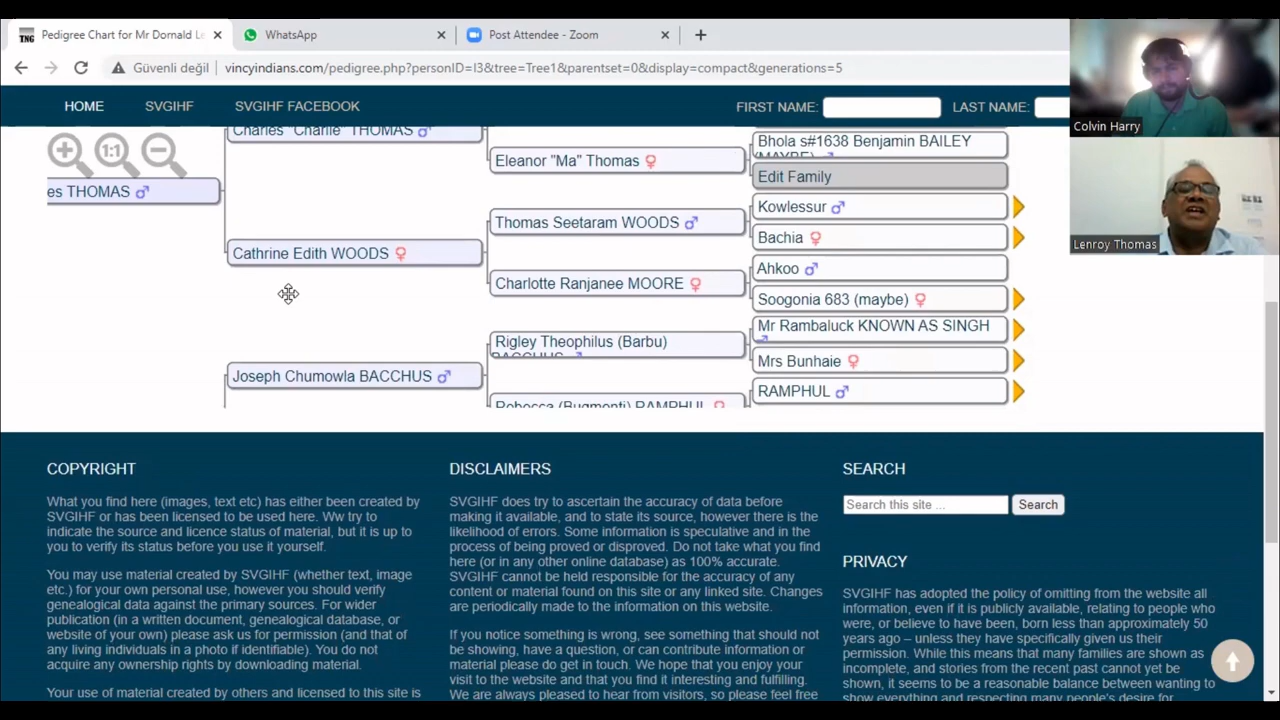 Pedigree Chart for Mr Dornald Le
WhatsApp
Post Attendee - Zoom
TNG
Güvenli değil
vincyindians.com/pedigree.php?personID=I3&tree=Tree1&parentset=0&display=compact&generations=5
HOME
SVGIHF
SVGIHF FACEBOOK
FIRST NAME:
LAST NAME:
Colvin Harry
Lenroy Thomas
1:1
es THOMAS ♂
Charles "Charlie" THOMAS ♂
Cathrine Edith WOODS ♀
Joseph Chumowla BACCHUS ♂
Eleanor "Ma" Thomas ♀
Thomas Seetaram WOODS ♂
Charlotte Ranjanee MOORE ♀
Rigley Theophilus (Barbu)
BACCHUS ♂
Rebecca (Bugmonti) RAMPHUL ♀
Bhola s#1638 Benjamin BAILEY
(MAYBE) ♂
Edit Family
Kowlessur ♂
Bachia ♀
Ahkoo ♂
Soogonia 683 (maybe) ♀
Mr Rambaluck KNOWN AS SINGH
♂
Mrs Bunhaie ♀
RAMPHUL ♂
COPYRIGHT
What you find here (images, text etc) has either been created by
SVGIHF or has been licensed to be used here. Ww try to
indicate the source and licence status of material, but it is up to
you to verify its status before you use it yourself.
You may use material created by SVGIHF (whether text, image
etc.) for your own personal use, however you should verify
genealogical data against the primary sources. For wider
publication (in a written document, genealogical database, or
website of your own) please ask us for permission (and that of
any living individuals in a photo if identifiable). You do not
acquire any ownership rights by downloading material.
Your use of material created by others and licensed to this site is
DISCLAIMERS
SVGIHF does try to ascertain the accuracy of data before
making it available, and to state its source, however there is the
likelihood of errors. Some information is speculative and in the
process of being proved or disproved. Do not take what you find
here (or in any other online database) as 100% accurate.
SVGIHF cannot be held responsible for the accuracy of any
content or material found on this site or any linked site. Changes
are periodically made to the information on this website.
If you notice something is wrong, see something that should not
be showing, have a question, or can contribute information or
material please do get in touch. We hope that you enjoy your
visit to the website and that you find it interesting and fulfilling.
We are always pleased to hear from visitors, so please feel free
SEARCH
Search this site ...
Search
PRIVACY
SVGIHF has adopted the policy of omitting from the website all
information, even if it is publicly available, relating to people who
were, or believe to have been, born less than approximately 50
years ago – unless they have specifically given us their
permission. While this means that many families are shown as
incomplete, and stories from the recent past cannot yet be
shown, it seems to be a reasonable balance between wanting to
show everything and respecting many people's desire for